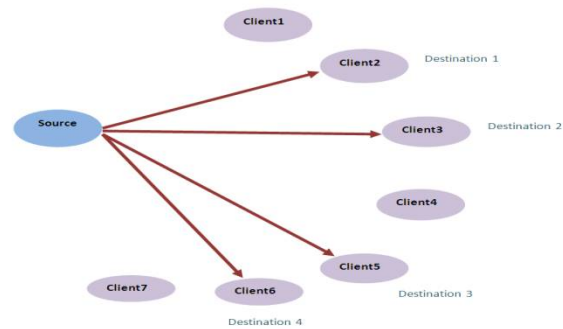 Client1
Client2
Destination 1
Source
Client3
Destination 2
Client4
Client5
Destination 3
Client7
Client6
Destination 4